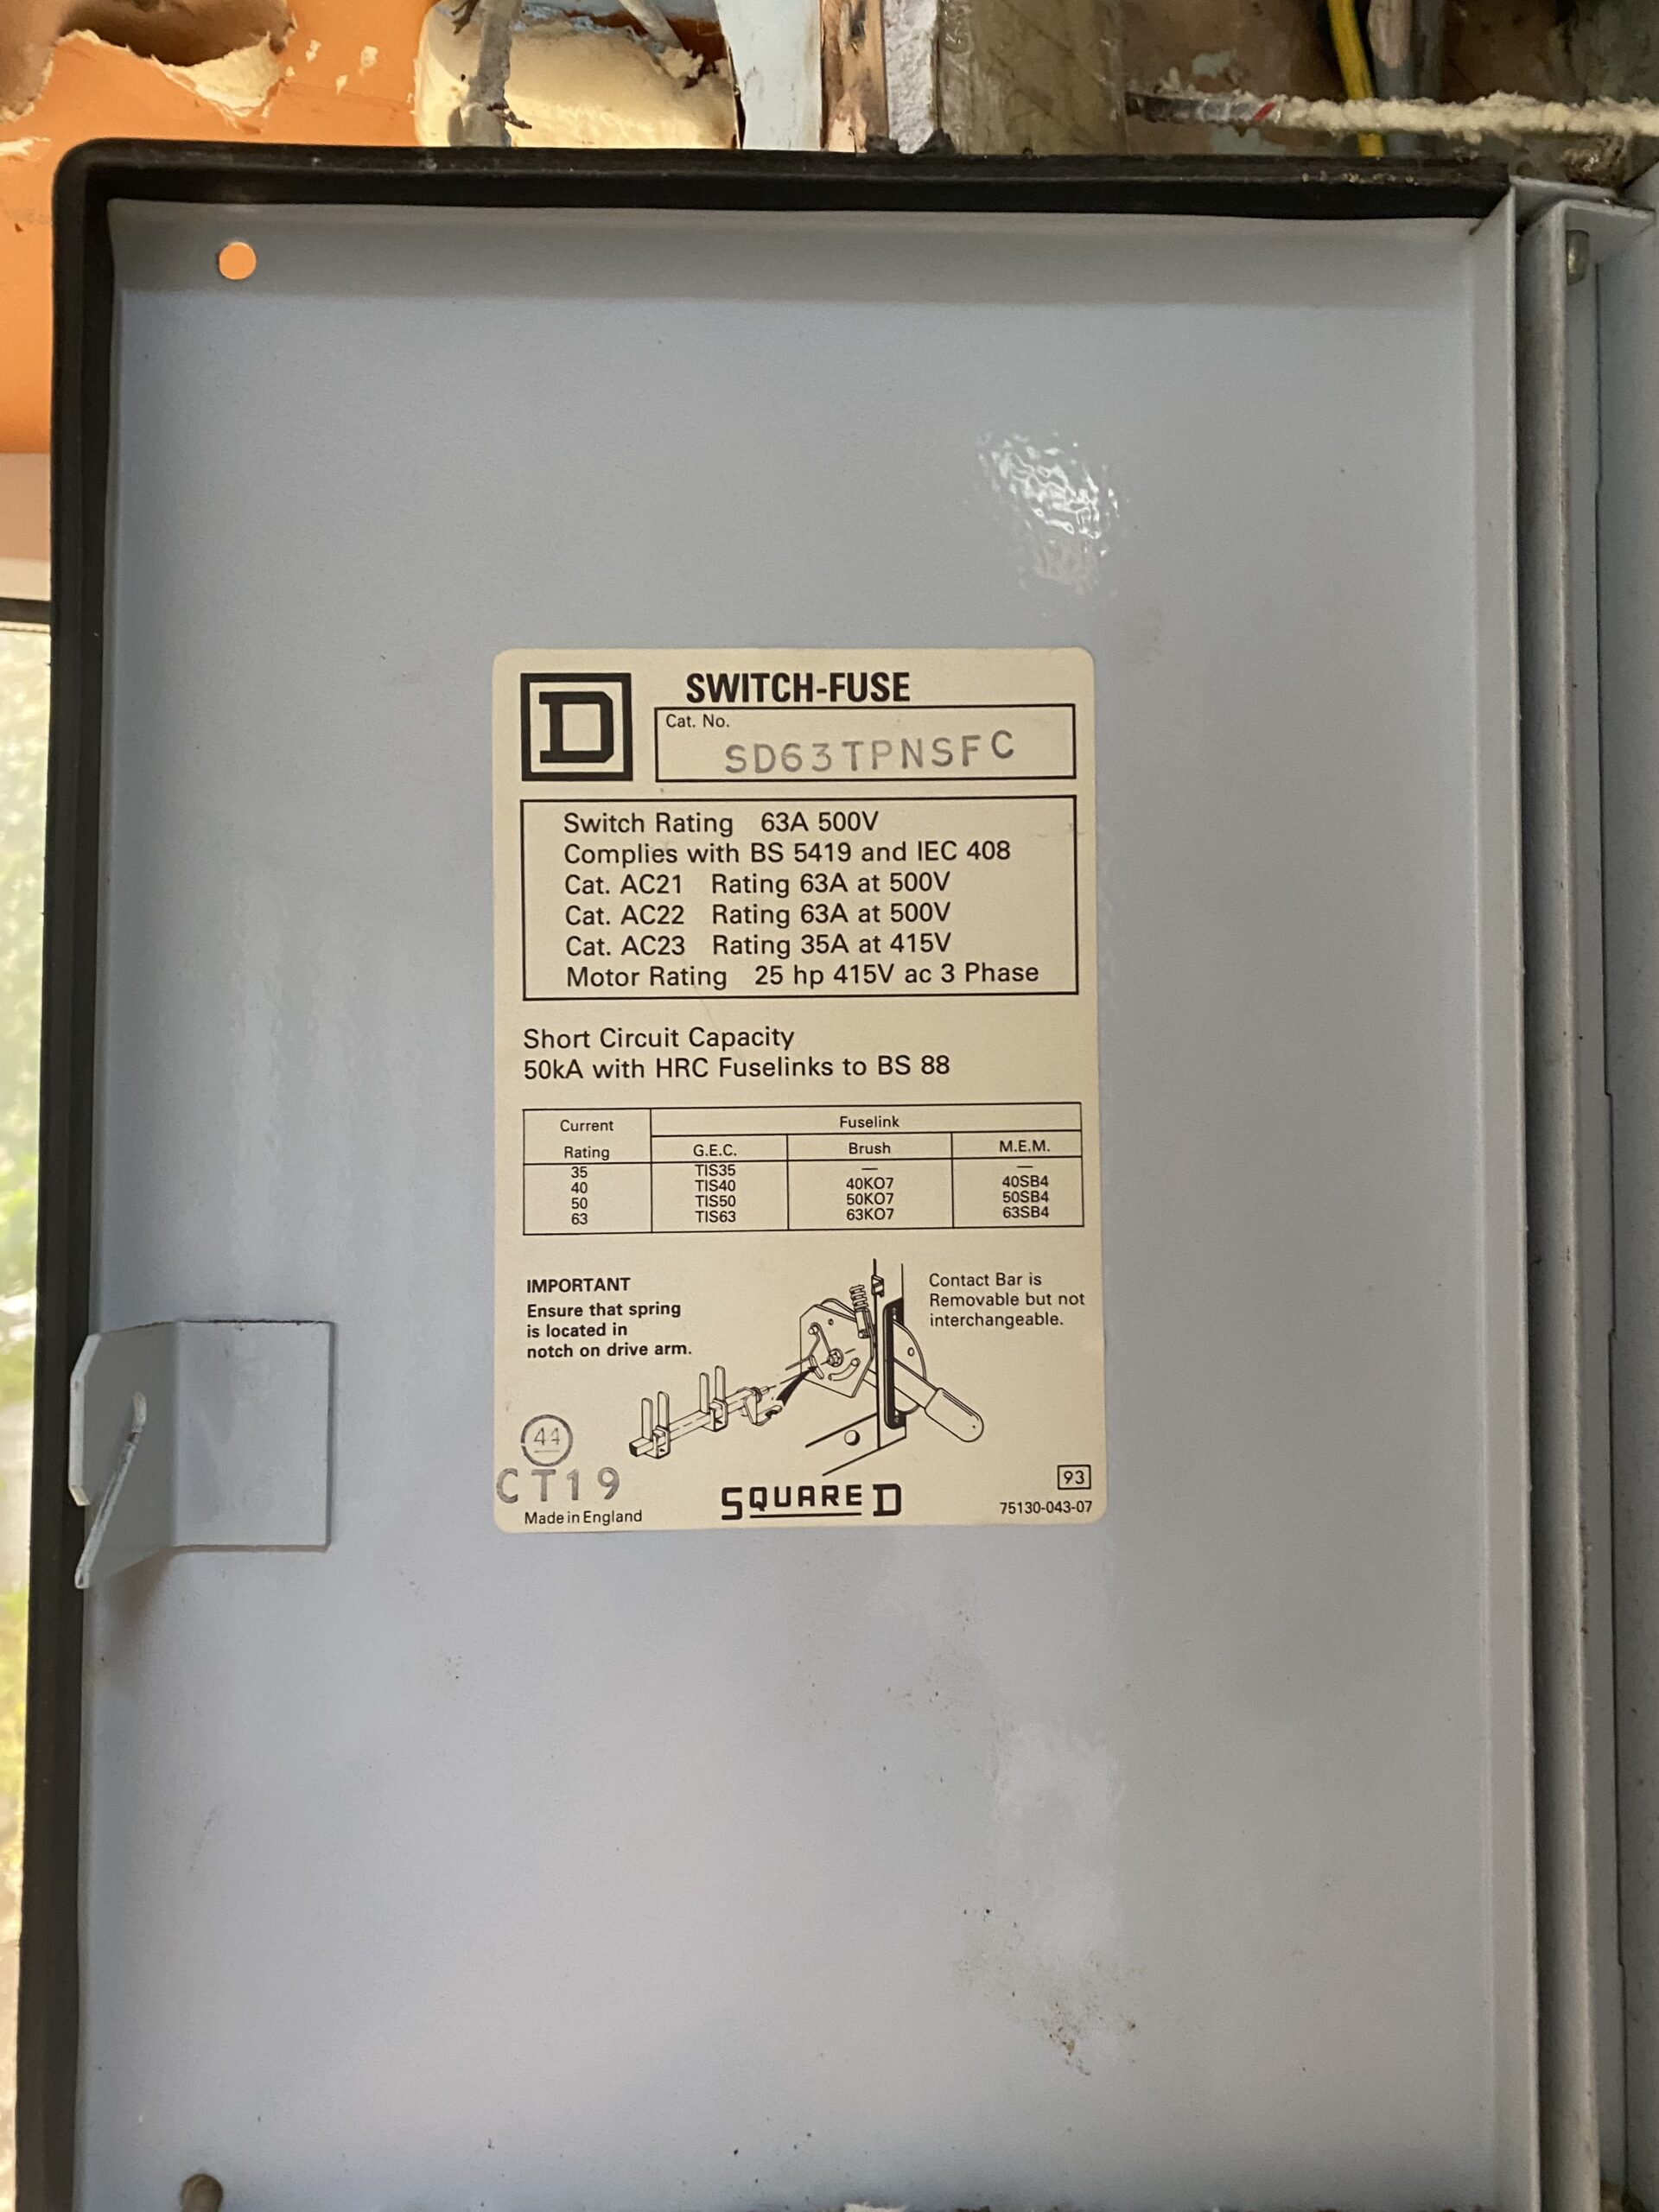 D
SWITCH-FUSE
Cat. No.
SD63TPNSFC
Switch Rating 63A 500V
Complies with BS 5419 and IEC 408
Cat. AC21 Rating 63A at 500V
Cat. AC22 Rating 63A at 500V
Cat. AC23 Rating 35A at 415V
Motor Rating 25 hp 415V ac 3 Phase
Short Circuit Capacity
50kA with HRC Fuselinks to BS 88
Current Rating Fuselink
G.E.C. Brush M.E.M.
35 TIS35 — —
40 TIS40 40KO7 40SB4
50 TIS50 50KO7 50SB4
63 TIS63 63KO7 63SB4
IMPORTANT
Ensure that spring
is located in
notch on drive arm.
Contact Bar is
Removable but not
interchangeable.
44
CT19
Made in England
SQUARE D
93
75130-043-07